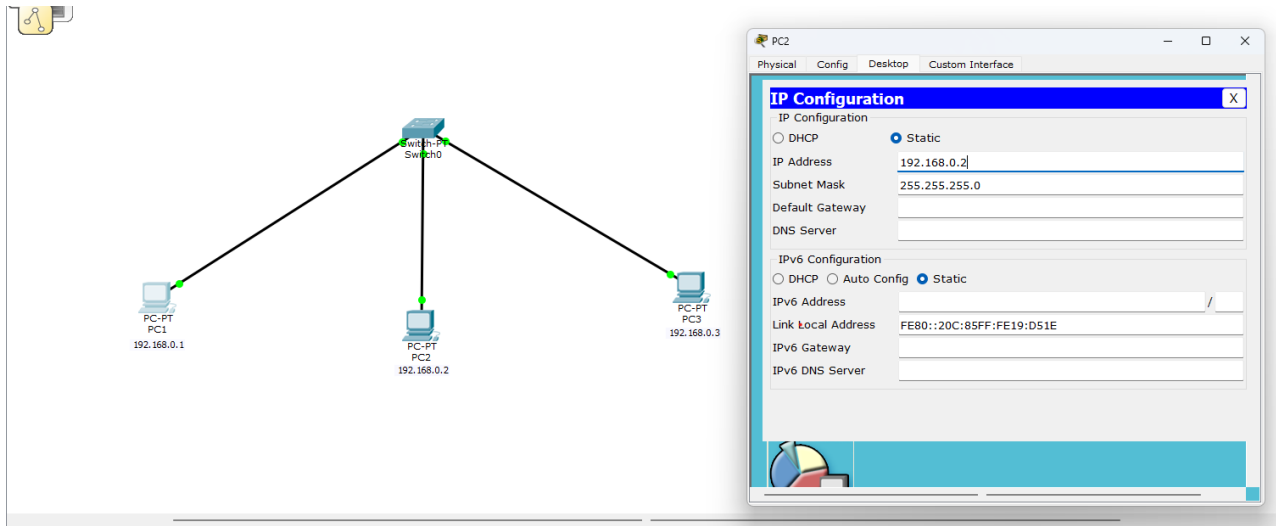 Switch-PT
Switch0
PC-PT
PC1
192.168.0.1
PC-PT
PC2
192.168.0.2
PC-PT
PC3
192.168.0.3
PC2
Physical Config Desktop Custom Interface
IP Configuration X
IP Configuration
DHCP Static
IP Address 192.168.0.2
Subnet Mask 255.255.255.0
Default Gateway
DNS Server
IPv6 Configuration
DHCP Auto Config Static
IPv6 Address /
Link Local Address FE80::20C:85FF:FE19:D51E
IPv6 Gateway
IPv6 DNS Server